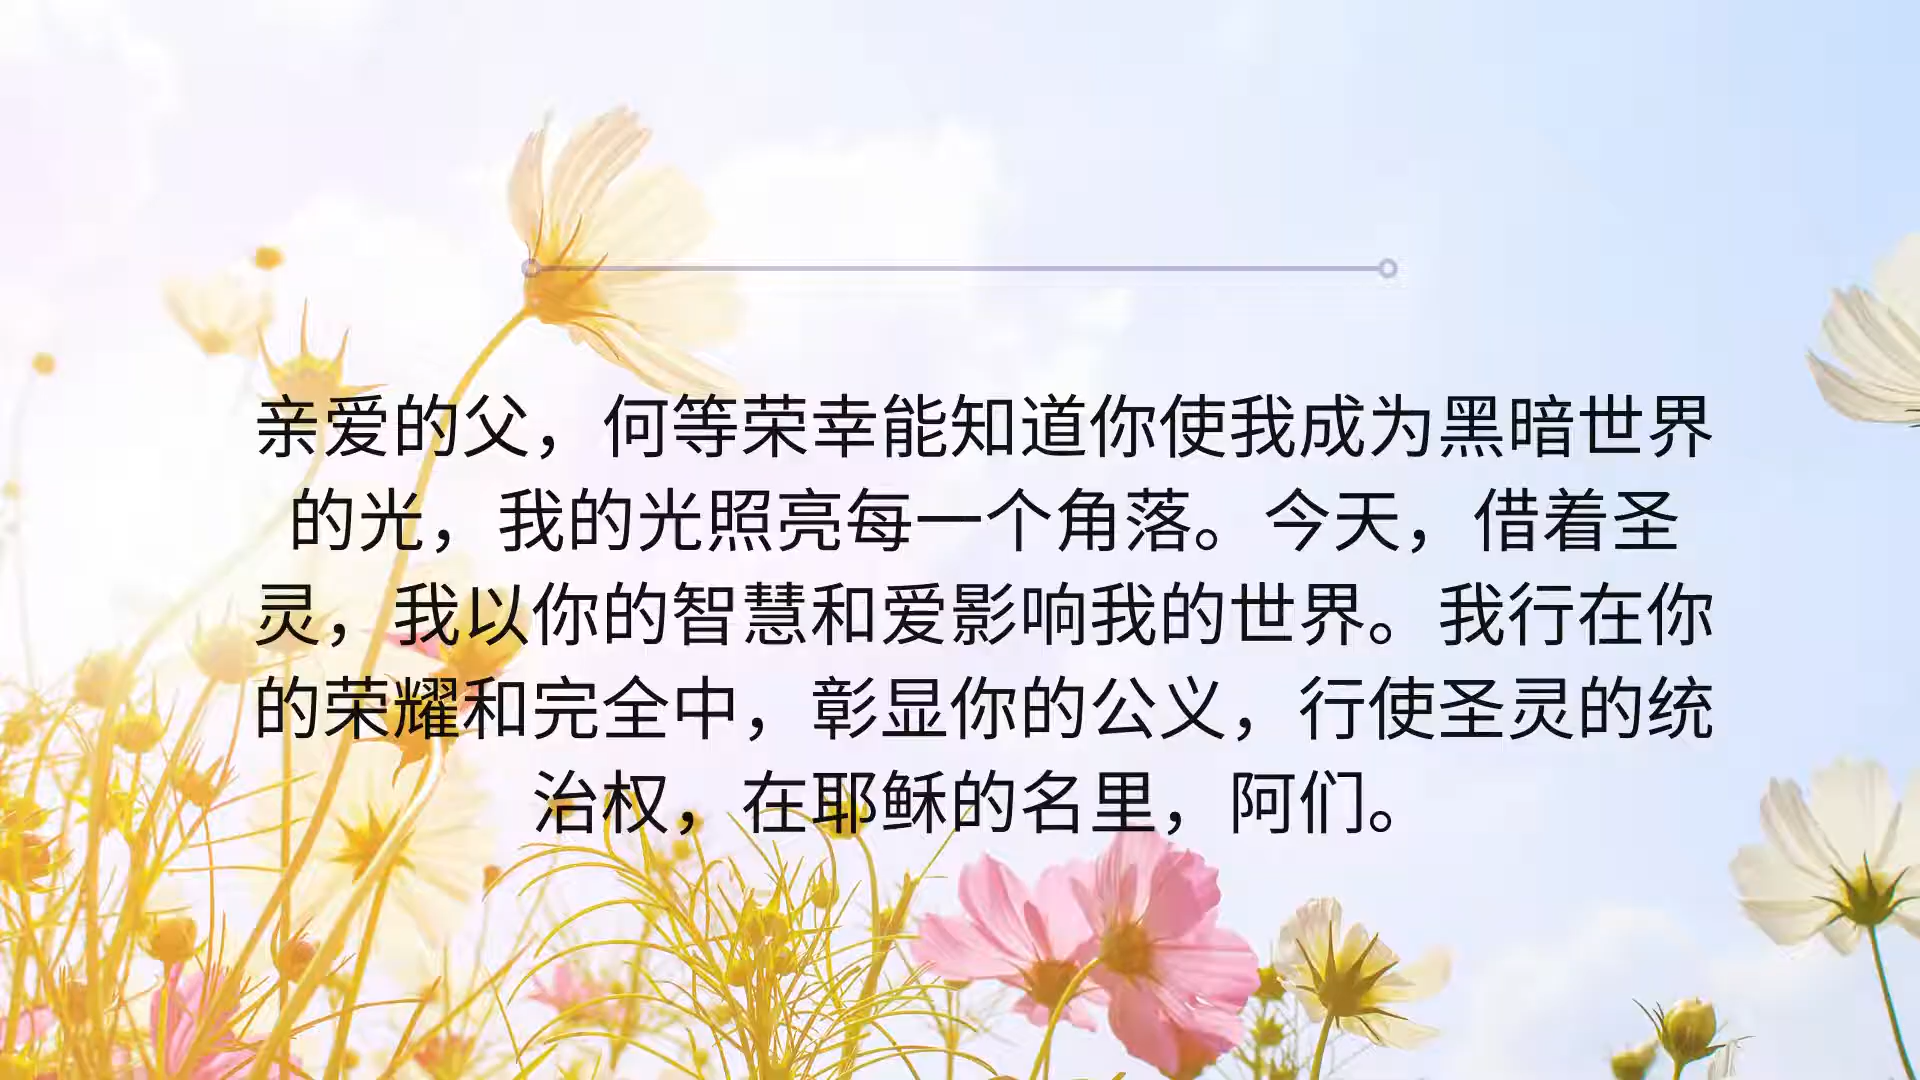 亲爱的父，何等荣幸能知道你使我成为黑暗世界
的光，我的光照亮每一个角落。今天，借着圣
灵，我以你的智慧和爱影响我的世界。我行在你
的荣耀和完全中，彰显你的公义，行使圣灵的统
治权，在耶稣的名里，阿们。